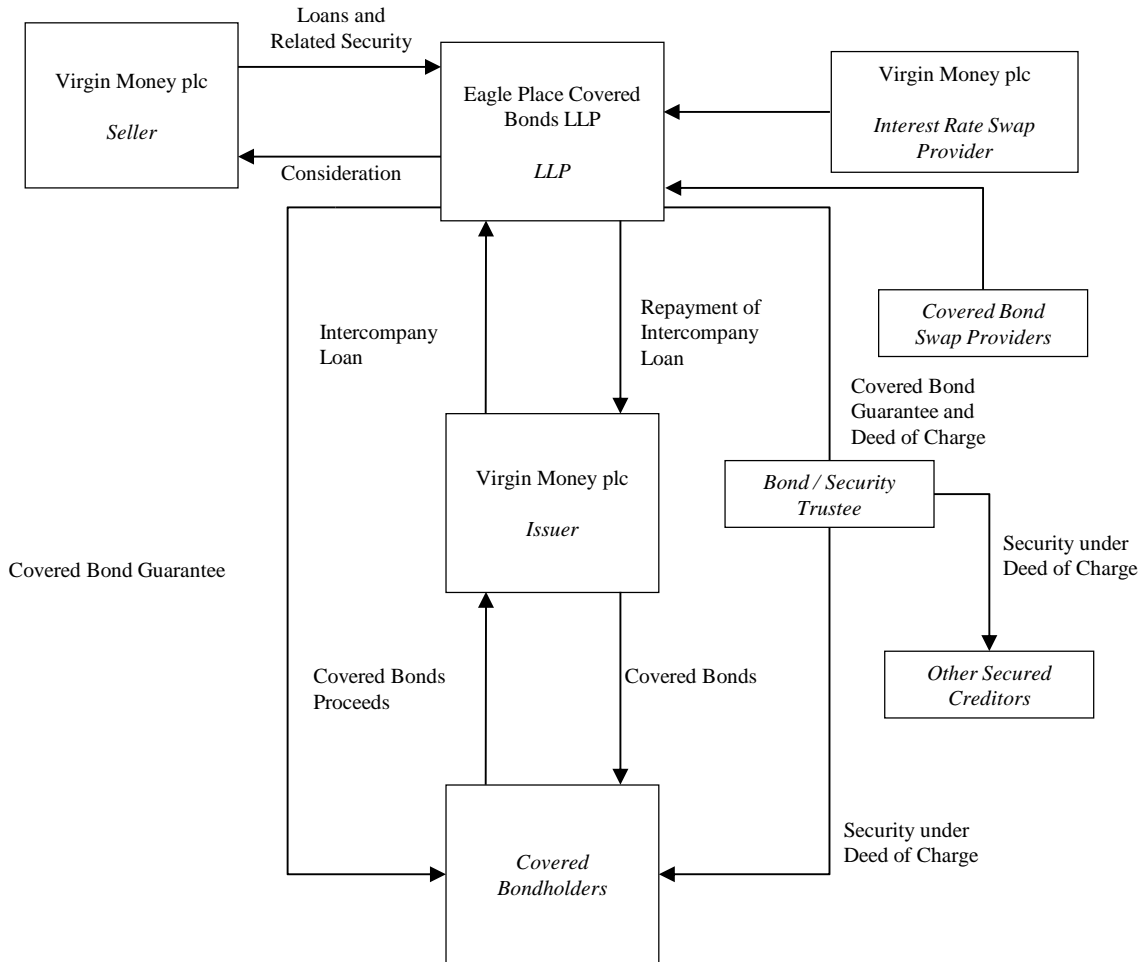 Loans and
Related Security
Virgin Money plc
Seller
Eagle Place Covered
Bonds LLP
LLP
Virgin Money plc
Interest Rate Swap
Provider
Consideration
Intercompany
Loan
Repayment of
Intercompany
Loan
Covered Bond
Swap Providers
Covered Bond
Guarantee and
Deed of Charge
Virgin Money plc
Issuer
Bond / Security
Trustee
Security under
Deed of Charge
Covered Bond Guarantee
Covered Bonds
Proceeds
Covered Bonds
Other Secured
Creditors
Security under
Deed of Charge
Covered
Bondholders